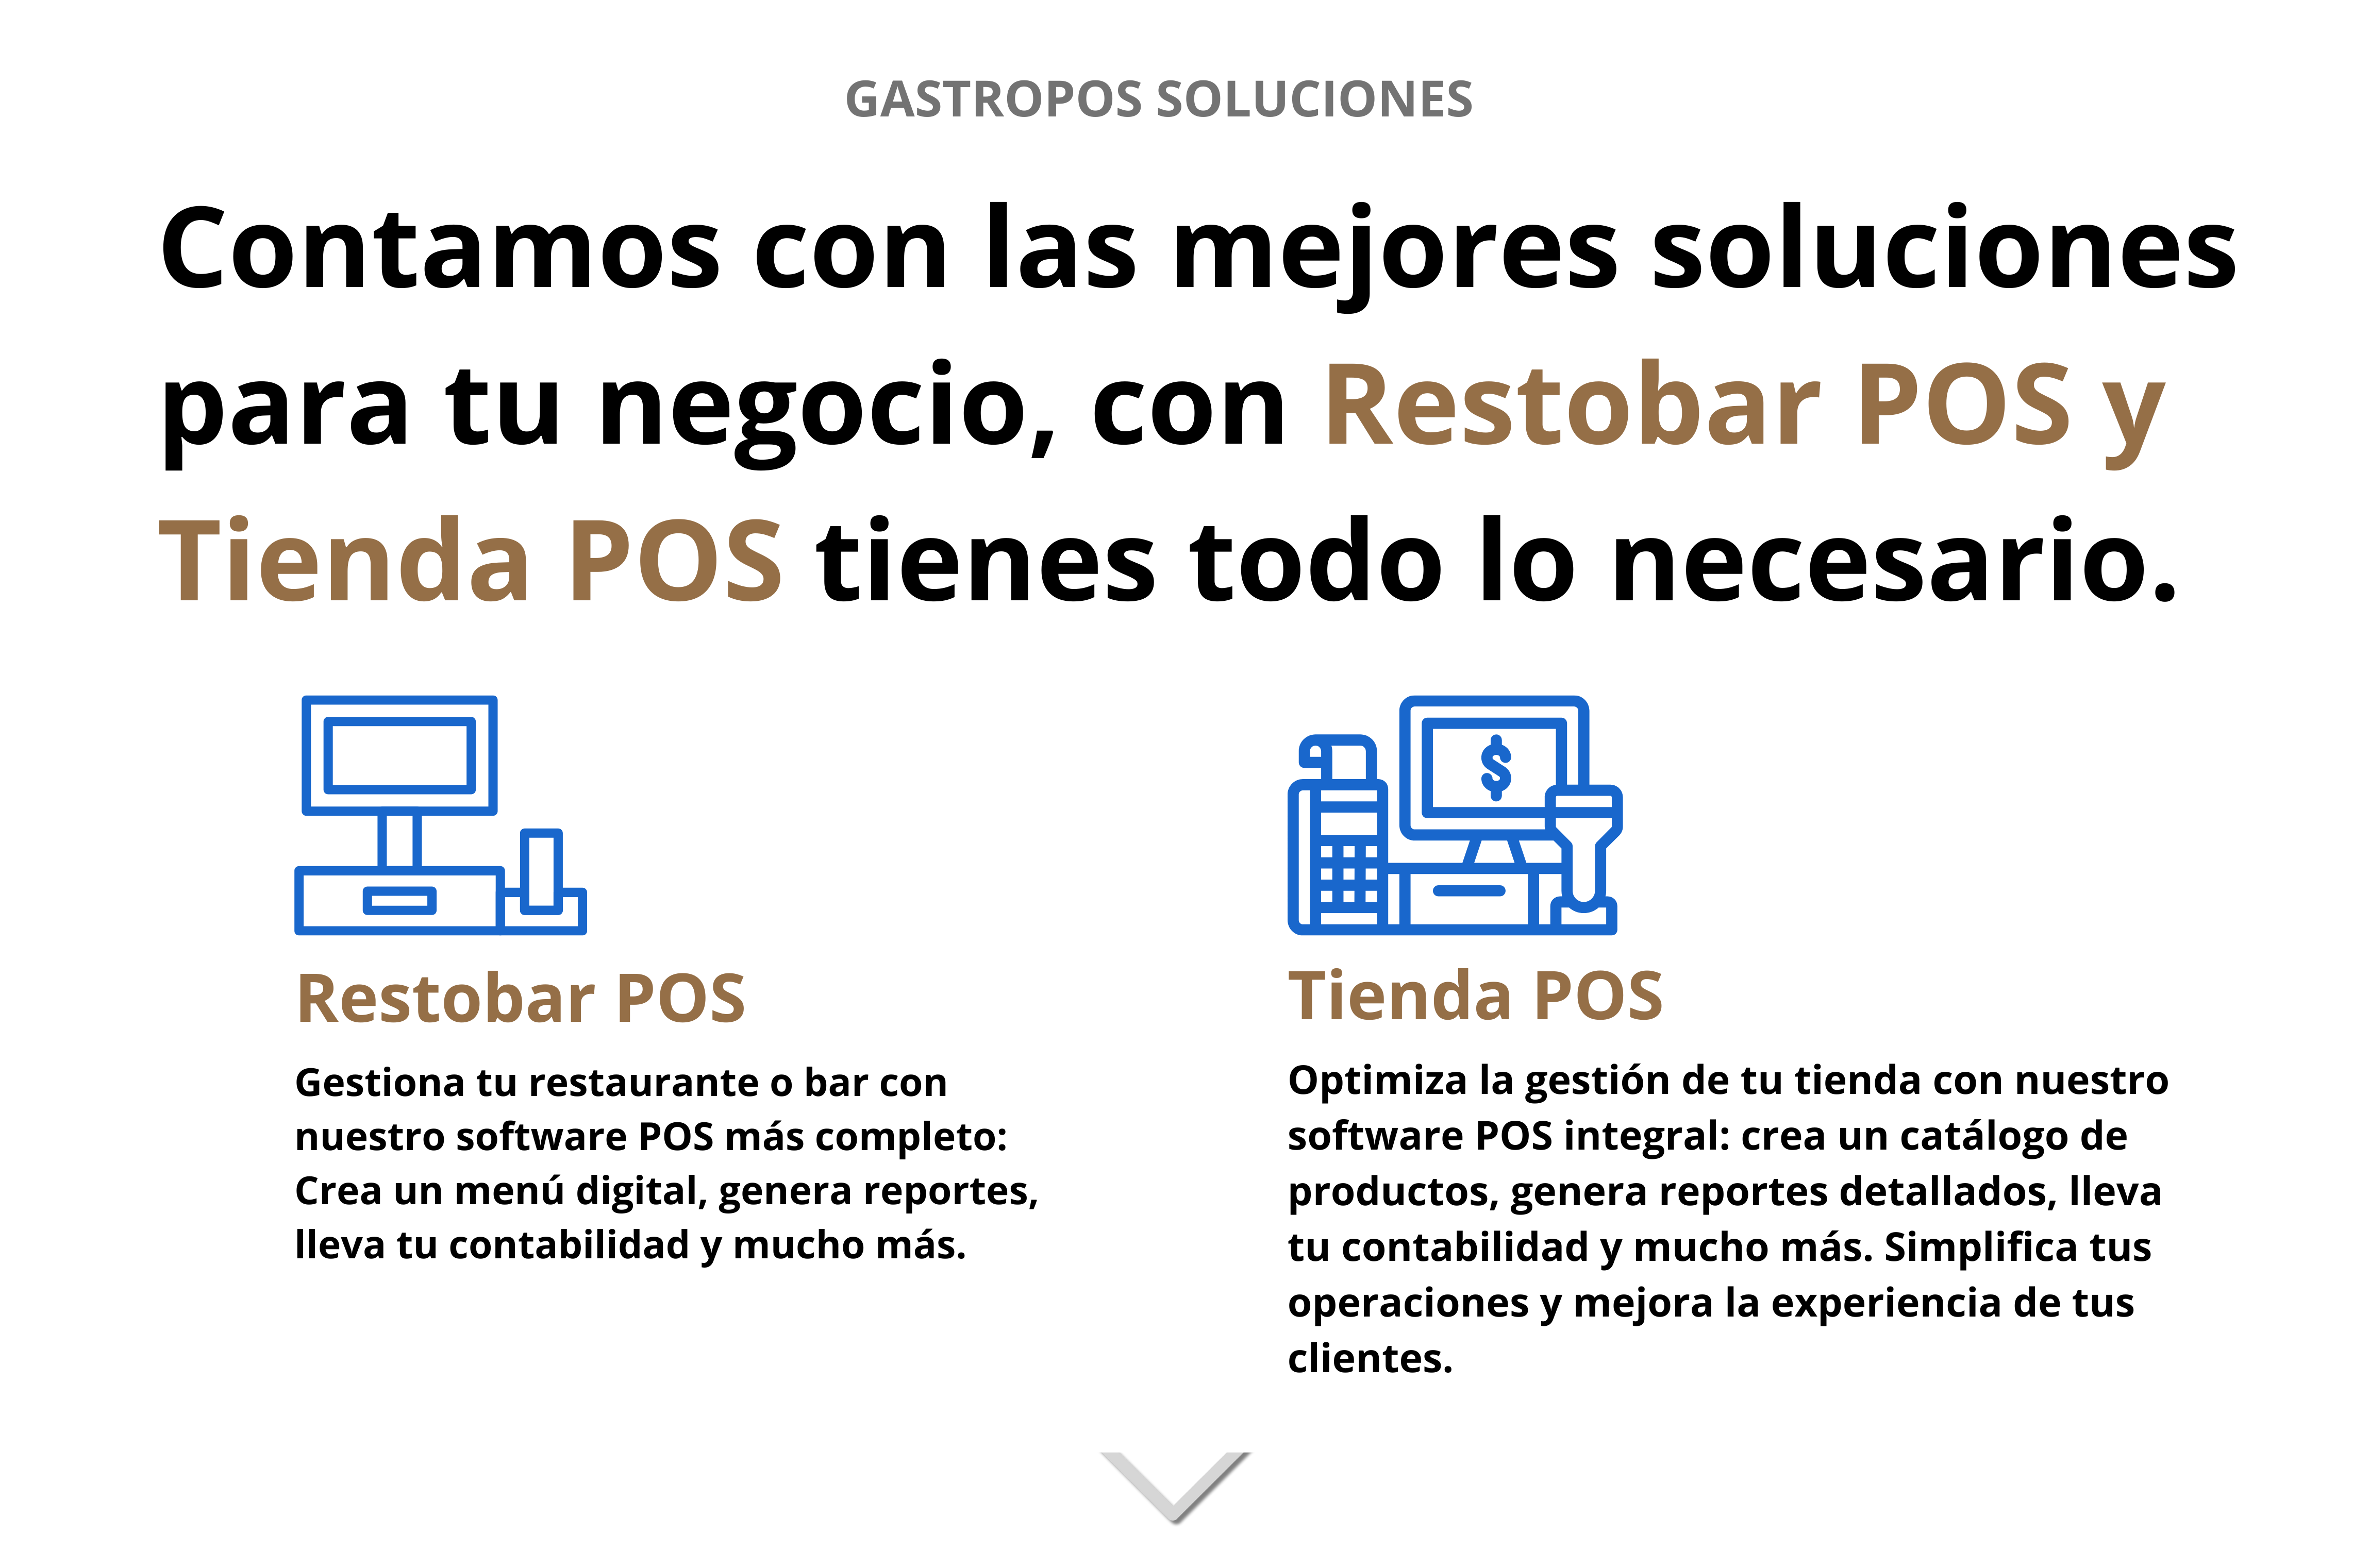 GASTROPOS SOLUCIONES
Contamos con las mejores soluciones
para tu negocio, con Restobar POS y
Tienda POS tienes todo lo necesario.
$
Restobar POS
Gestiona tu restaurante o bar con
nuestro software POS más completo:
Crea un menú digital, genera reportes,
lleva tu contabilidad y mucho más.
Tienda POS
Optimiza la gestión de tu tienda con nuestro
software POS integral: crea un catálogo de
productos, genera reportes detallados, lleva
tu contabilidad y mucho más. Simplifica tus
operaciones y mejora la experiencia de tus
clientes.